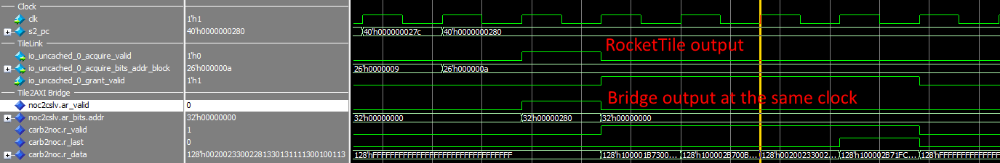 Clock
clk 1'h1
s2_pc 40'h0000000280 40'h000000027c 40'h0000000280
TileLink
io_uncached_0_acquire_valid 1'h0 RocketTile output
io_uncached_0_acquire_bits_addr_block 26'h000000a 26'h0000009 26'h000000a
io_uncached_0_grant_valid 1'h1
Tile2AXI Bridge
noc2cslv.ar_valid 0 Bridge output at the same clock
noc2cslv.ar_bits.addr 32'h00000000 32'h00000000 32'h00000280 32'h00000000
carb2noc.r_valid 1
carb2noc.r_last 0
carb2noc.r_data 128'h00200233002281330131111300100113 128'hFFFFFFFFFFFFFFFFFFFFFFFFFFFFFFFF 128'h100001B7300... 128'h100002B700B... 128'h00200233002... 128'h100002B71FC...